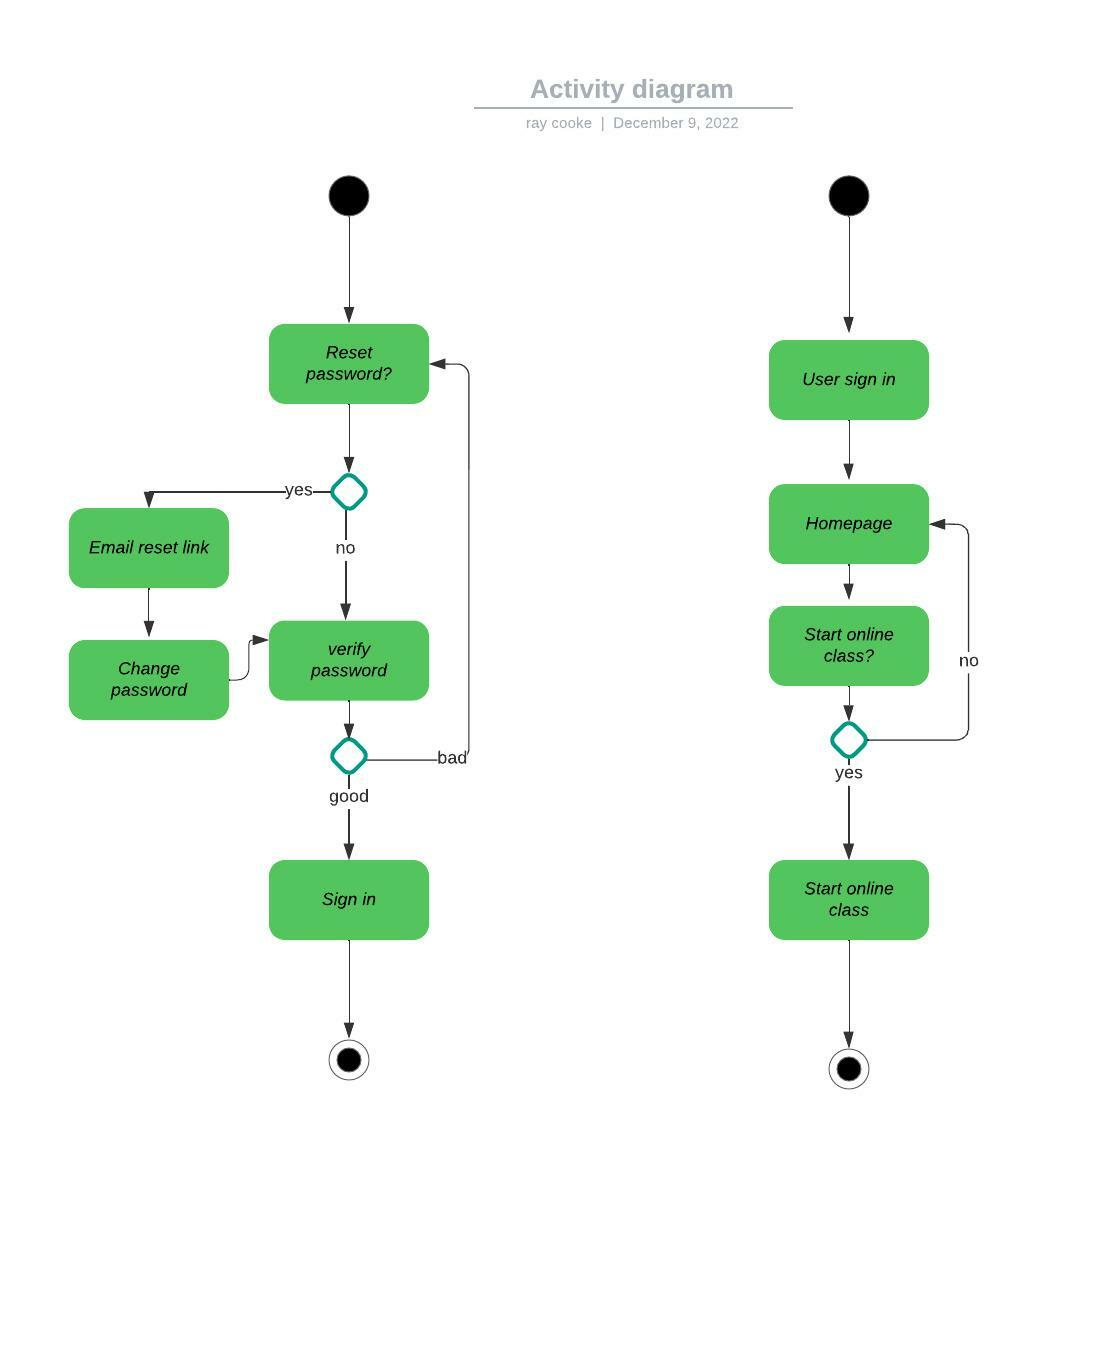 Activity diagram
ray cooke | December 9, 2022
Reset
password?
yes
Email reset link
no
Change
password
verify
password
bad
good
Sign in
User sign in
Homepage
Start online
class?
no
yes
Start online
class